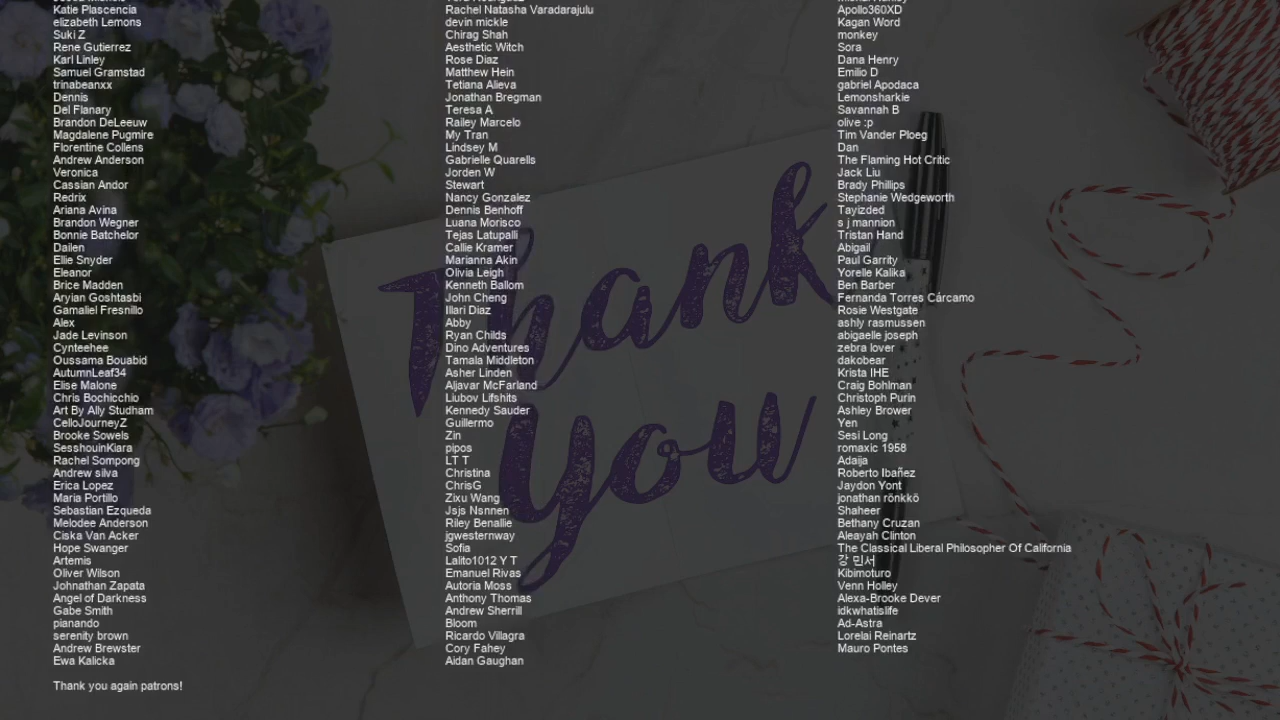 Katie Plascencia
elizabeth Lemons
Suki Z
Rene Gutierrez
Karl Linley
Samuel Gramstad
trinabeanxx
Dennis
Del Flanary
Brandon DeLeeuw
Magdalene Pugmire
Florentine Collens
Andrew Anderson
Veronica
Cassian Andor
Redrix
Ariana Avina
Brandon Wegner
Bonnie Batchelor
Dailen
Ellie Snyder
Eleanor
Brice Madden
Aryian Goshtasbi
Gamaliel Fresnillo
Alex
Jade Levinson
Cynteehee
Oussama Bouabid
AutumnLeaf34
Elise Malone
Chris Bochicchio
Art By Ally Studham
CelloJourneyZ
Brooke Sowels
SesshouinKiara
Rachel Sompong
Andrew silva
Erica Lopez
Maria Portillo
Sebastian Ezqueda
Melodee Anderson
Ciska Van Acker
Hope Swanger
Artemis
Oliver Wilson
Johnathan Zapata
Angel of Darkness
Gabe Smith
pianando
serenity brown
Andrew Brewster
Ewa Kalicka
Thank you again patrons!
Rachel Natasha Varadarajulu
devin mickle
Chirag Shah
Aesthetic Witch
Rose Diaz
Matthew Hein
Tetiana Alieva
Jonathan Bregman
Teresa A
Railey Marcelo
My Tran
Lindsey M
Gabrielle Quarells
Jorden W
Stewart
Nancy Gonzalez
Dennis Benhoff
Luana Morisco
Tejas Latupalli
Callie Kramer
Marianna Akin
Olivia Leigh
Kenneth Ballom
John Cheng
Illari Diaz
Abby
Ryan Childs
Dino Adventures
Tamala Middleton
Asher Linden
Aljavar McFarland
Liubov Lifshits
Kennedy Sauder
Guillermo
Zin
pipos
LT T
Christina
ChrisG
Zixu Wang
Jsjs Nsnnen
Riley Benallie
jgwesternway
Sofia
Lalito1012 Y T
Emanuel Rivas
Autoria Moss
Anthony Thomas
Andrew Sherrill
Bloom
Ricardo Villagra
Cory Fahey
Aidan Gaughan
Apollo360XD
Kagan Word
monkey
Sora
Dana Henry
Emilio D
gabriel Apodaca
Lemonsharkie
Savannah B
olive :p
Tim Vander Ploeg
Dan
The Flaming Hot Critic
Jack Liu
Brady Phillips
Stephanie Wedgeworth
Tayizded
s j mannion
Tristan Hand
Abigail
Paul Garrity
Yorelle Kalika
Ben Barber
Fernanda Torres Cárcamo
Rosie Westgate
ashly rasmussen
abigaelle joseph
zebra lover
dakobear
Krista IHE
Craig Bohlman
Christoph Purin
Ashley Brower
Yen
Sesi Long
romaxic 1958
Adaija
Roberto Ibañez
Jaydon Yont
jonathan rönkkö
Shaheer
Bethany Cruzan
Aleayah Clinton
The Classical Liberal Philosopher Of California
강 민서
Kibimoturo
Venn Holley
Alexa-Brooke Dever
idkwhatislife
Ad-Astra
Lorelai Reinartz
Mauro Pontes
Thank
You